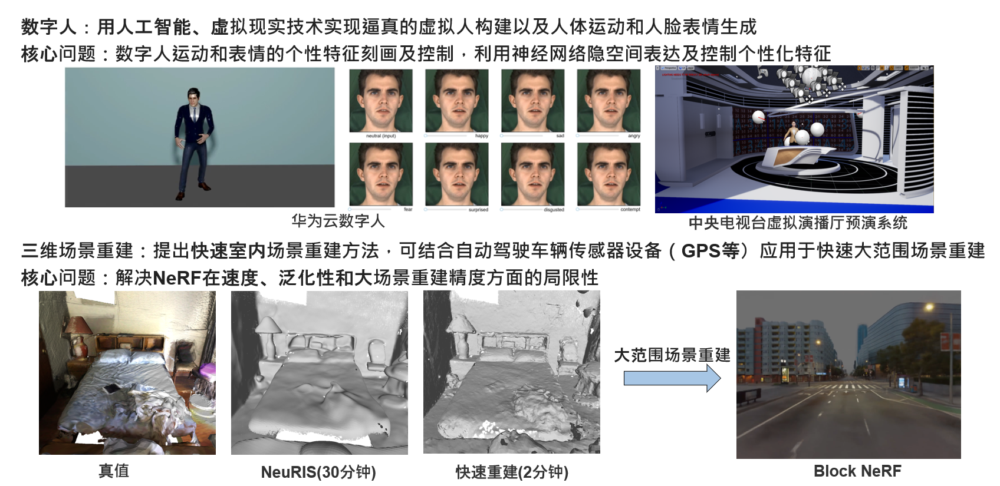 数字人：用人工智能、虚拟现实技术实现逼真的虚拟人构建以及人体运动和人脸表情生成
核心问题：数字人运动和表情的个性特征刻画及控制，利用神经网络隐空间表达及控制个性化特征
neutral (input)
happy
sad
angry
fear
surprised
disgusted
contempt
Perspective
华为云数字人
中央电视台虚拟演播厅预演系统
三维场景重建：提出快速室内场景重建方法，可结合自动驾驶车辆传感器设备（GPS等）应用于快速大范围场景重建
核心问题：解决NeRF在速度、泛化性和大场景重建精度方面的局限性
大范围场景重建
真值
NeuRIS(30分钟)
快速重建(2分钟)
Block NeRF